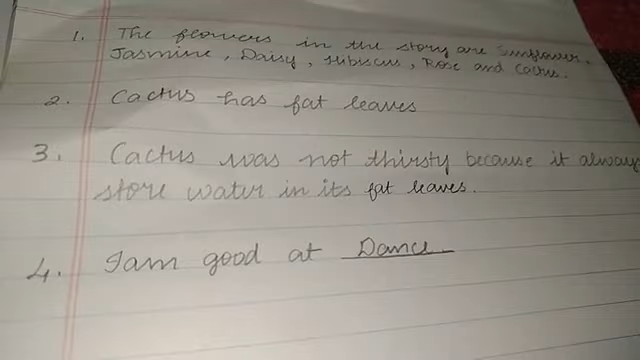 1. The flowers in the story are Sunflower,
Jasmine, Daisy, Hibiscus, Rose and Cactus.
2. Cactus has fat leaves
3. Cactus was not thirsty because it always
store water in its fat leaves.
4. I am good at Dance